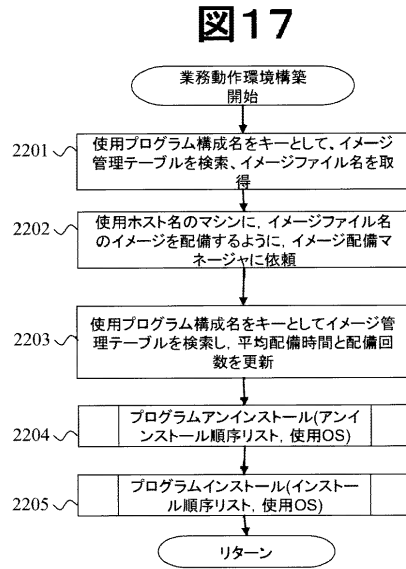 図17
業務動作環境構築
開始
2201
使用プログラム構成名をキーとして、イメージ
管理テーブルを検索、イメージファイル名を取
得
2202
使用ホスト名のマシンに，イメージファイル名
のイメージを配備するように，イメージ配備マ
ネージャに依頼
2203
使用プログラム構成名をキーとしてイメージ管
理テーブルを検索し，平均配備時間と配備回
数を更新
2204
プログラムアンインストール(アンイ
ンストール順序リスト，使用OS)
2205
プログラムインストール(インストー
ル順序リスト，使用OS)
リターン